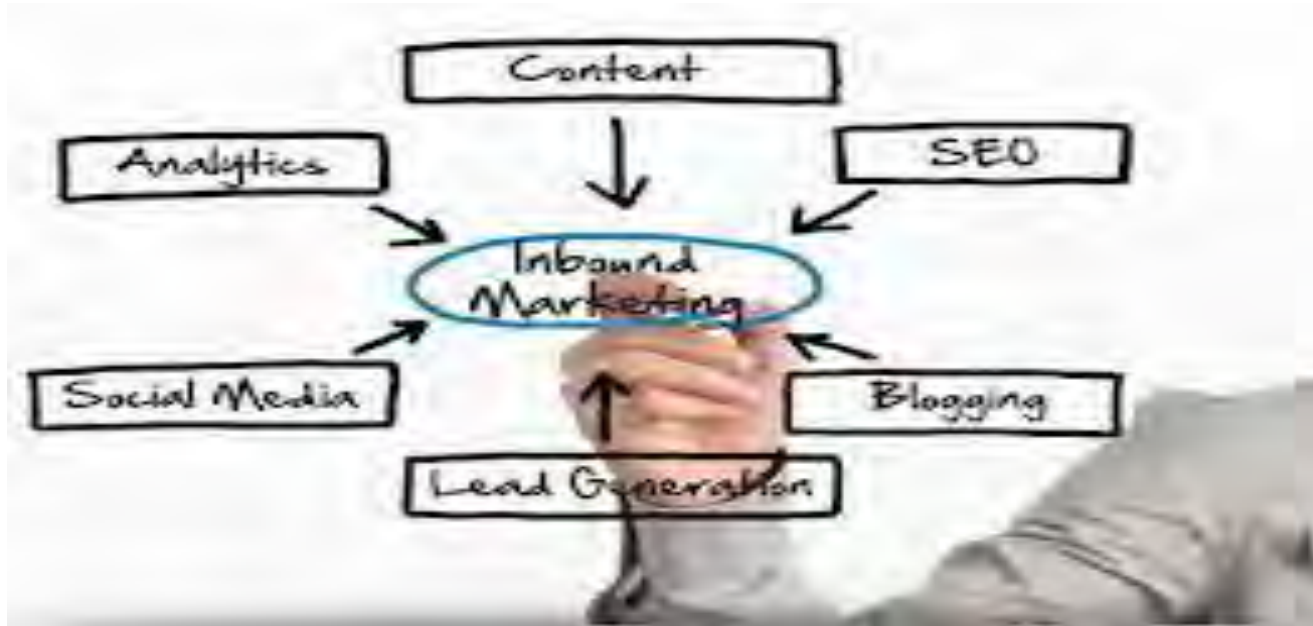 Content
Analytics
SEO
Inbound
Marketing
Social Media
Blogging
Lead Generation